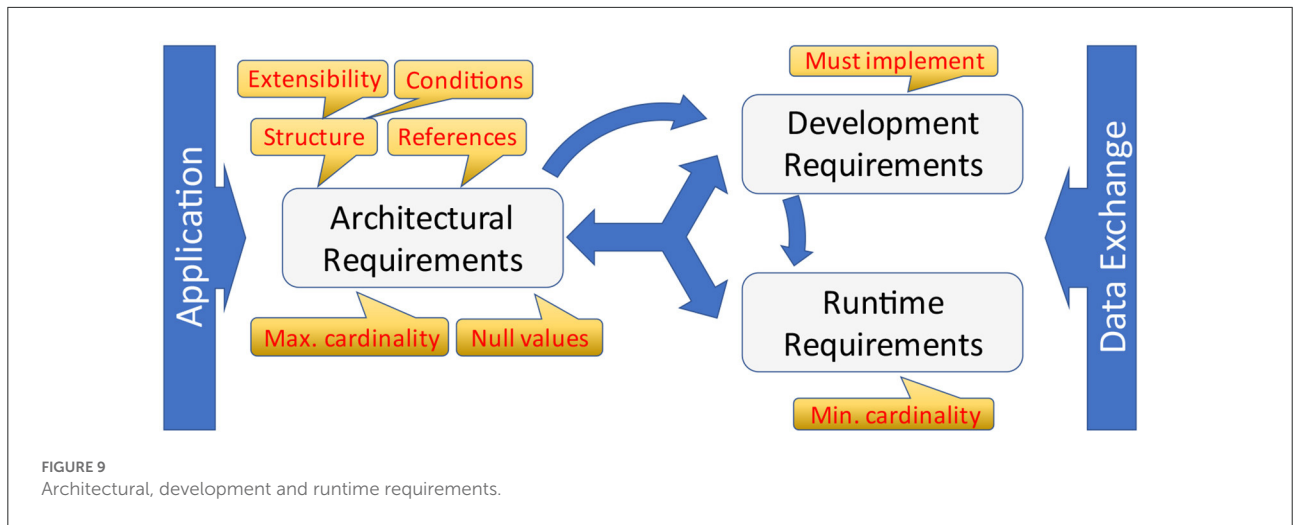 Application
Extensibility
Conditions
Structure
References
Architectural
Requirements
Max. cardinality
Null values
Must implement
Development
Requirements
Runtime
Requirements
Min. cardinality
Data Exchange
FIGURE 9
Architectural, development and runtime requirements.